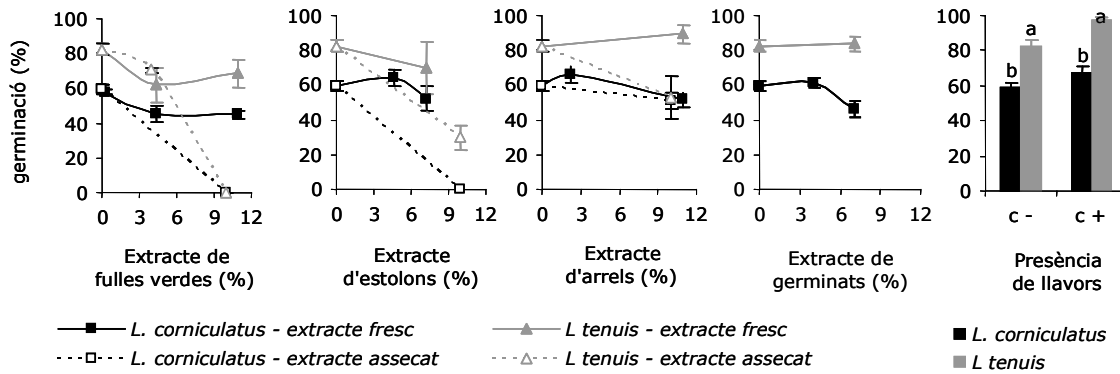 germinació (%)
100
80
60
40
20
0
0 3 6 9 12
Extracte de
fulles verdes (%)
100
80
60
40
20
0
0 3 6 9 12
Extracte
d'estolons (%)
100
80
60
40
20
0
0 3 6 9 12
Extracte
d'arrels (%)
100
80
60
40
20
0
0 3 6 9 12
Extracte de
germinats (%)
100
80
60
40
20
0
b a b a
c - c +
Presència
de llavors
L. corniculatus - extracte fresc
L tenuis - extracte fresc
L. corniculatus - extracte assecat
L tenuis - extracte assecat
L. corniculatus
L tenuis